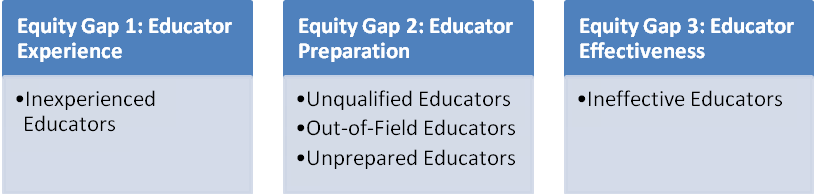 Equity Gap 1: Educator
Experience
•Inexperienced
Educators
Equity Gap 2: Educator
Preparation
•Unqualified Educators
•Out-of-Field Educators
•Unprepared Educators
Equity Gap 3: Educator
Effectiveness
•Ineffective Educators